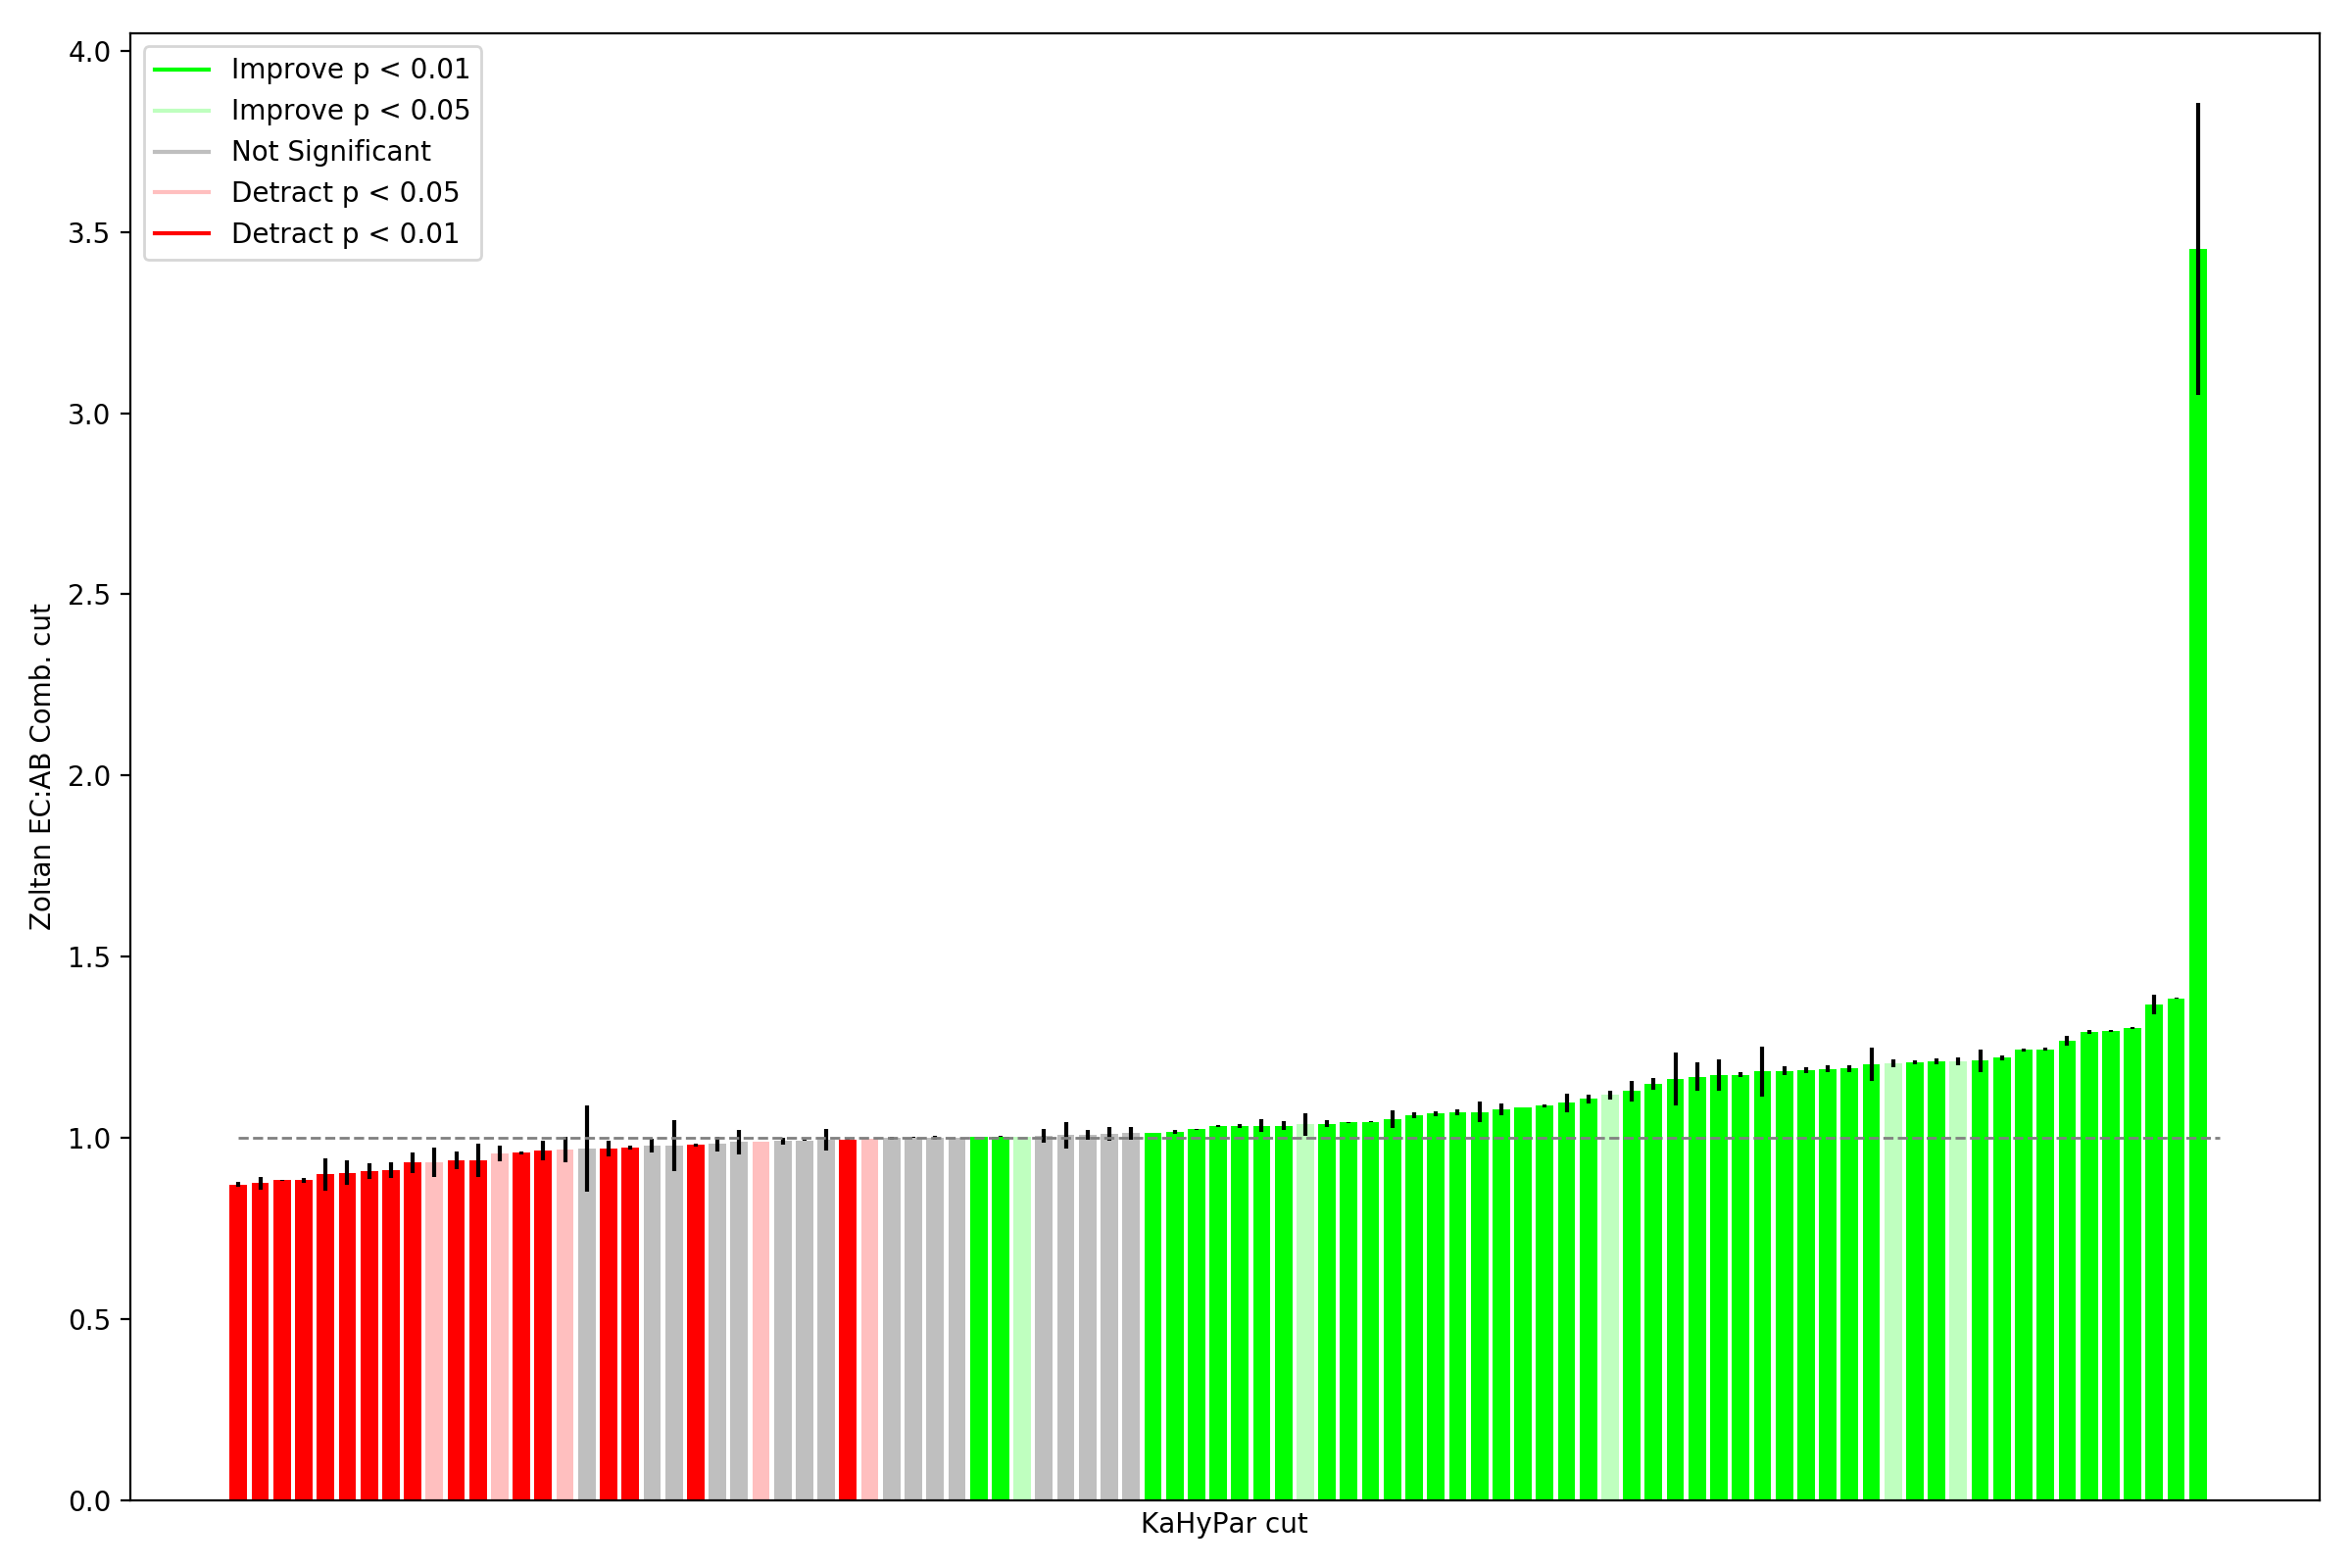 Improve p < 0.01
Improve p < 0.05
Not Significant
Detract p < 0.05
Detract p < 0.01
4.0
3.5
3.0
2.5
2.0
1.5
1.0
0.5
0.0
Zoltan EC:AB Comb. cut
KaHyPar cut